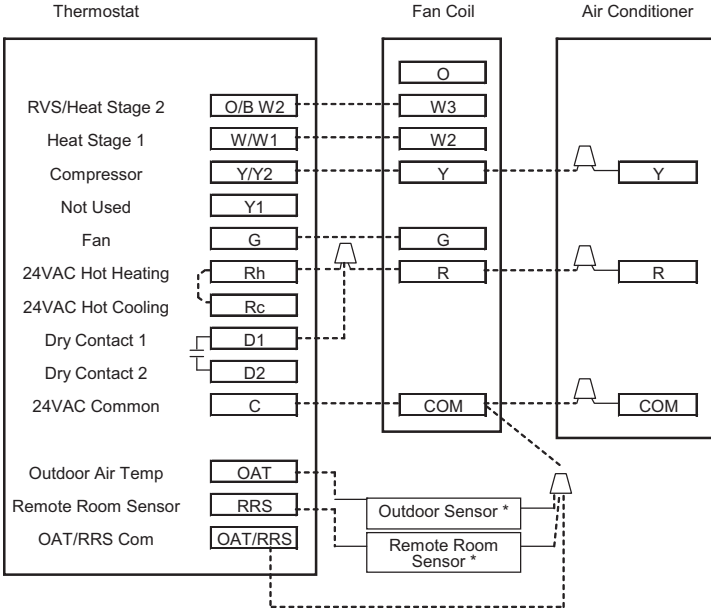 Thermostat Fan Coil Air Conditioner
O
RVS/Heat Stage 2 O/B W2 W3
Heat Stage 1 W/W1 W2
Compressor Y/Y2 Y Y
Not Used Y1
Fan G G
24VAC Hot Heating Rh R R
24VAC Hot Cooling Rc
Dry Contact 1 D1
Dry Contact 2 D2
24VAC Common C COM COM
Outdoor Air Temp OAT
Remote Room Sensor RRS
Outdoor Sensor *
OAT/RRS Com OAT/RRS
Remote Room
Sensor *